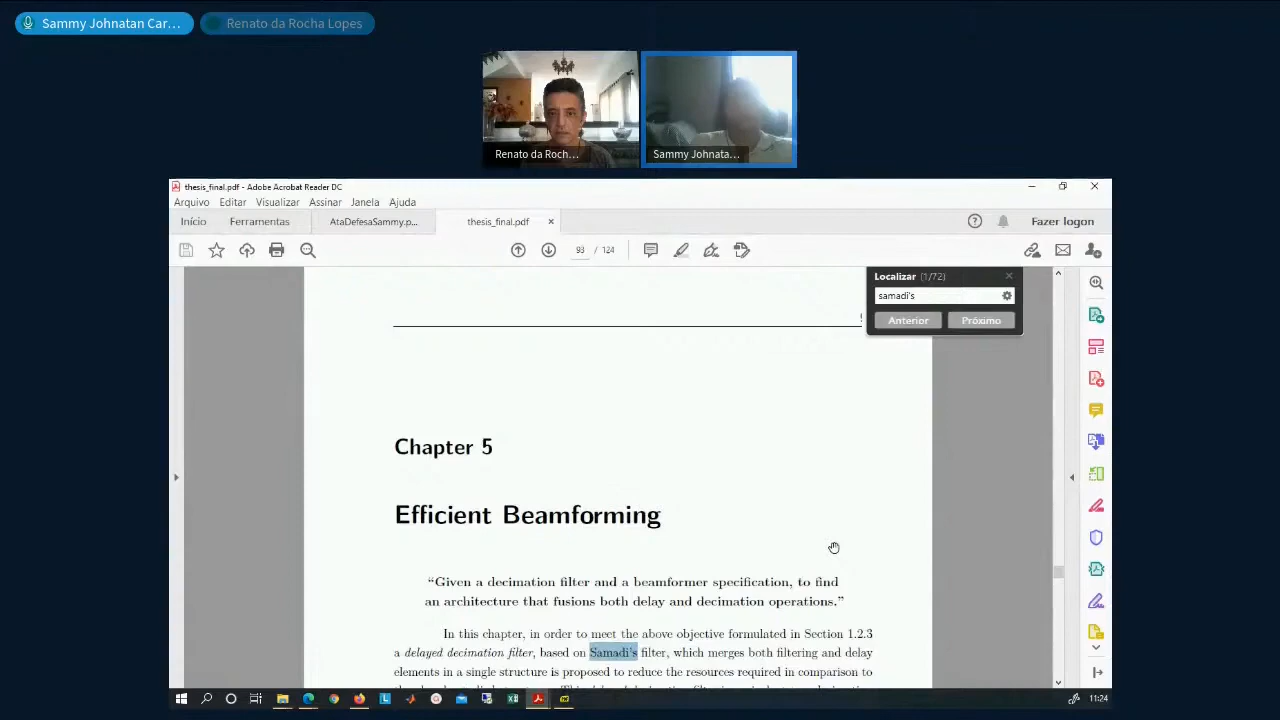 Sammy Johnatan Car...
Renato da Rocha Lopes
Renato da Roch...
Sammy Johnata...
thesis_final.pdf - Adobe Acrobat Reader DC
Arquivo Editar Visualizar Assinar Janela Ajuda
Início Ferramentas AtaDefesaSammy.p... thesis_final.pdf Fazer logon
93 / 124
Localizar (1/72)
samadi's
Anterior Próximo
Chapter 5
Efficient Beamforming
“Given a decimation filter and a beamformer specification, to find
an architecture that fusions both delay and decimation operations.”
In this chapter, in order to meet the above objective formulated in Section 1.2.3
a delayed decimation filter, based on Samadi's filter, which merges both filtering and delay
elements in a single structure is proposed to reduce the resources required in comparison to
11:24